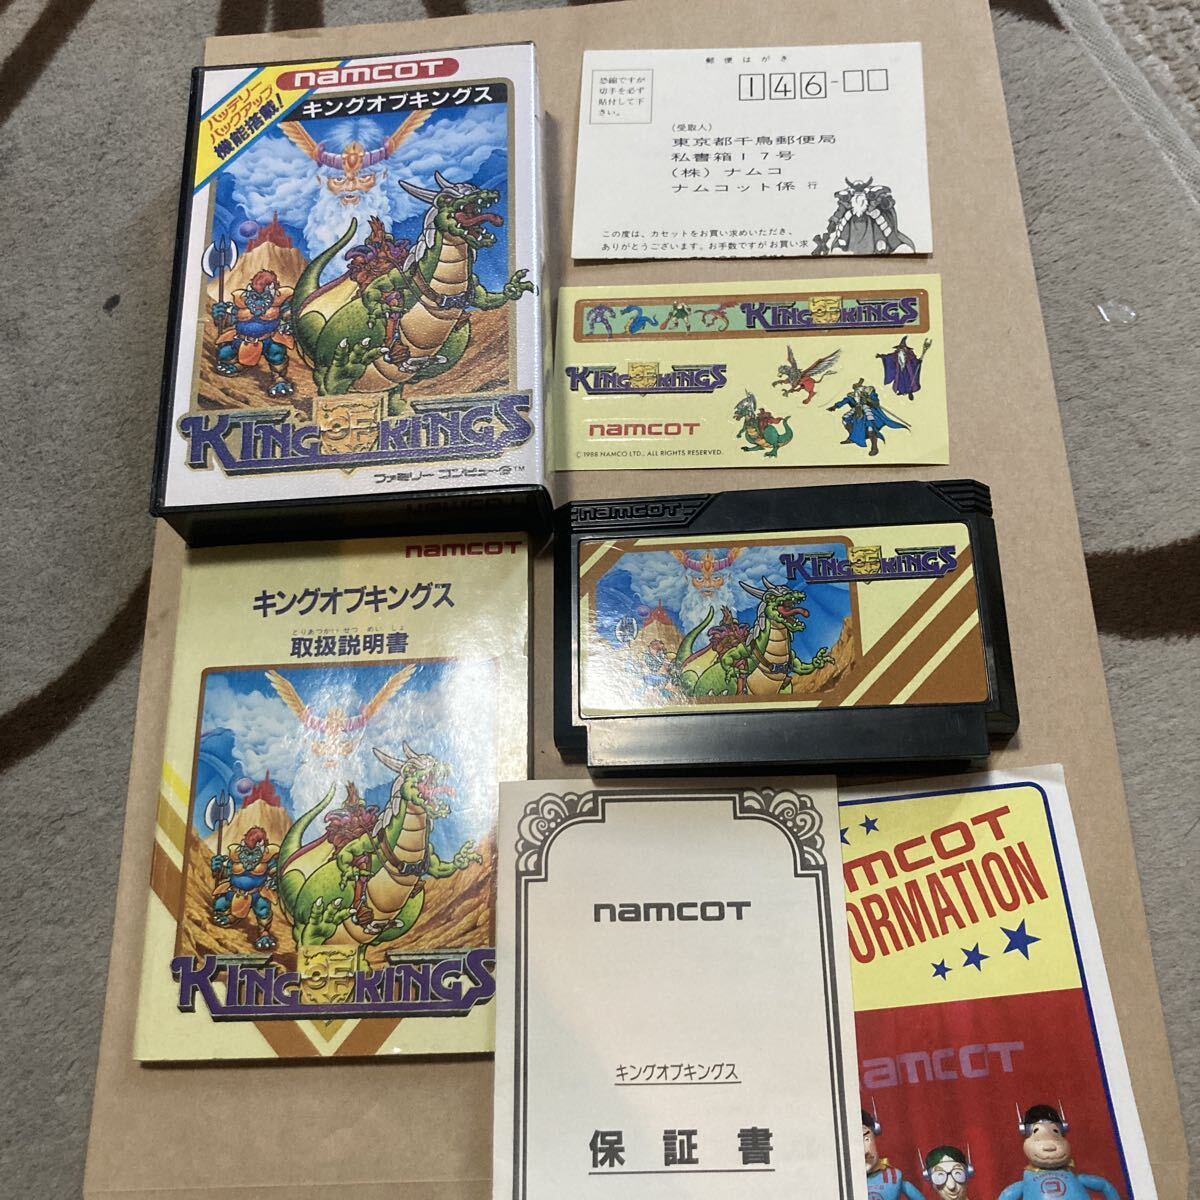 バッテリー
バックアップ
機能搭載!
namcot
キングオブキングス
KING OF KINGS
ファミリーコンピュータ™
namcot
郵便はがき
恐縮ですが
切手を必ず
貼付して下
さい。
146-
(受取人)
東京都千鳥郵便局
私書箱17号
(株)ナムコ
ナムコット係 行
この度は、カセットをお買い求めいただき、
ありがとうございます。お手数ですがお買い求
KING OF KINGS
KING OF KINGS
namcot
© 1988 NAMCO LTD., ALL RIGHTS RESERVED.
namcot
KING OF KINGS
namcot
キングオブキングス
とりあつかいせつめいしょ
取扱説明書
KING OF KINGS
namcot
キングオブキングス
保証書
amcot
ORMATION
amcot
コ